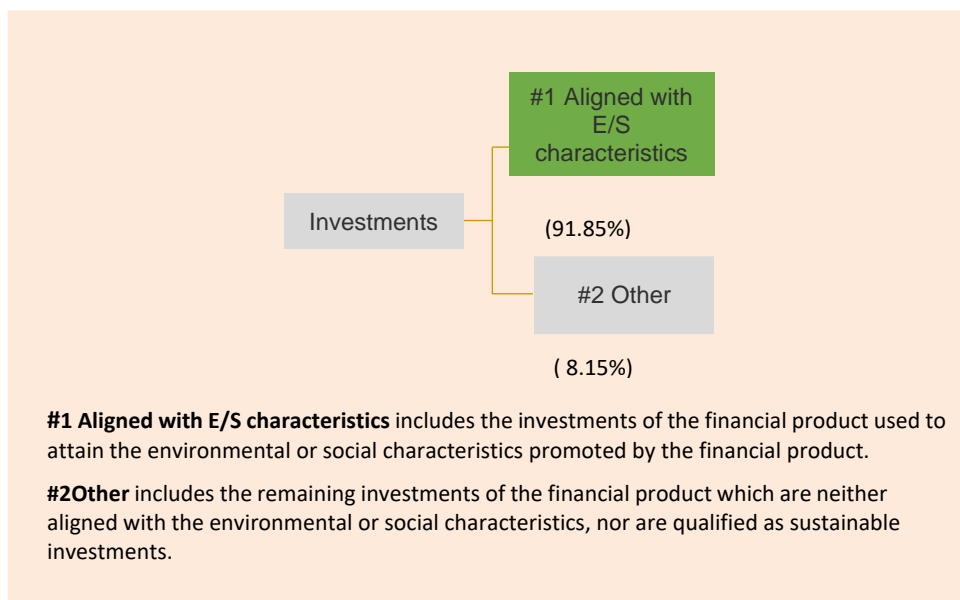 #1 Aligned with
E/S
characteristics
Investments
(91.85%)
#2 Other
( 8.15%)
#1 Aligned with E/S characteristics includes the investments of the financial product used to
attain the environmental or social characteristics promoted by the financial product.
#2Other includes the remaining investments of the financial product which are neither
aligned with the environmental or social characteristics, nor are qualified as sustainable
investments.